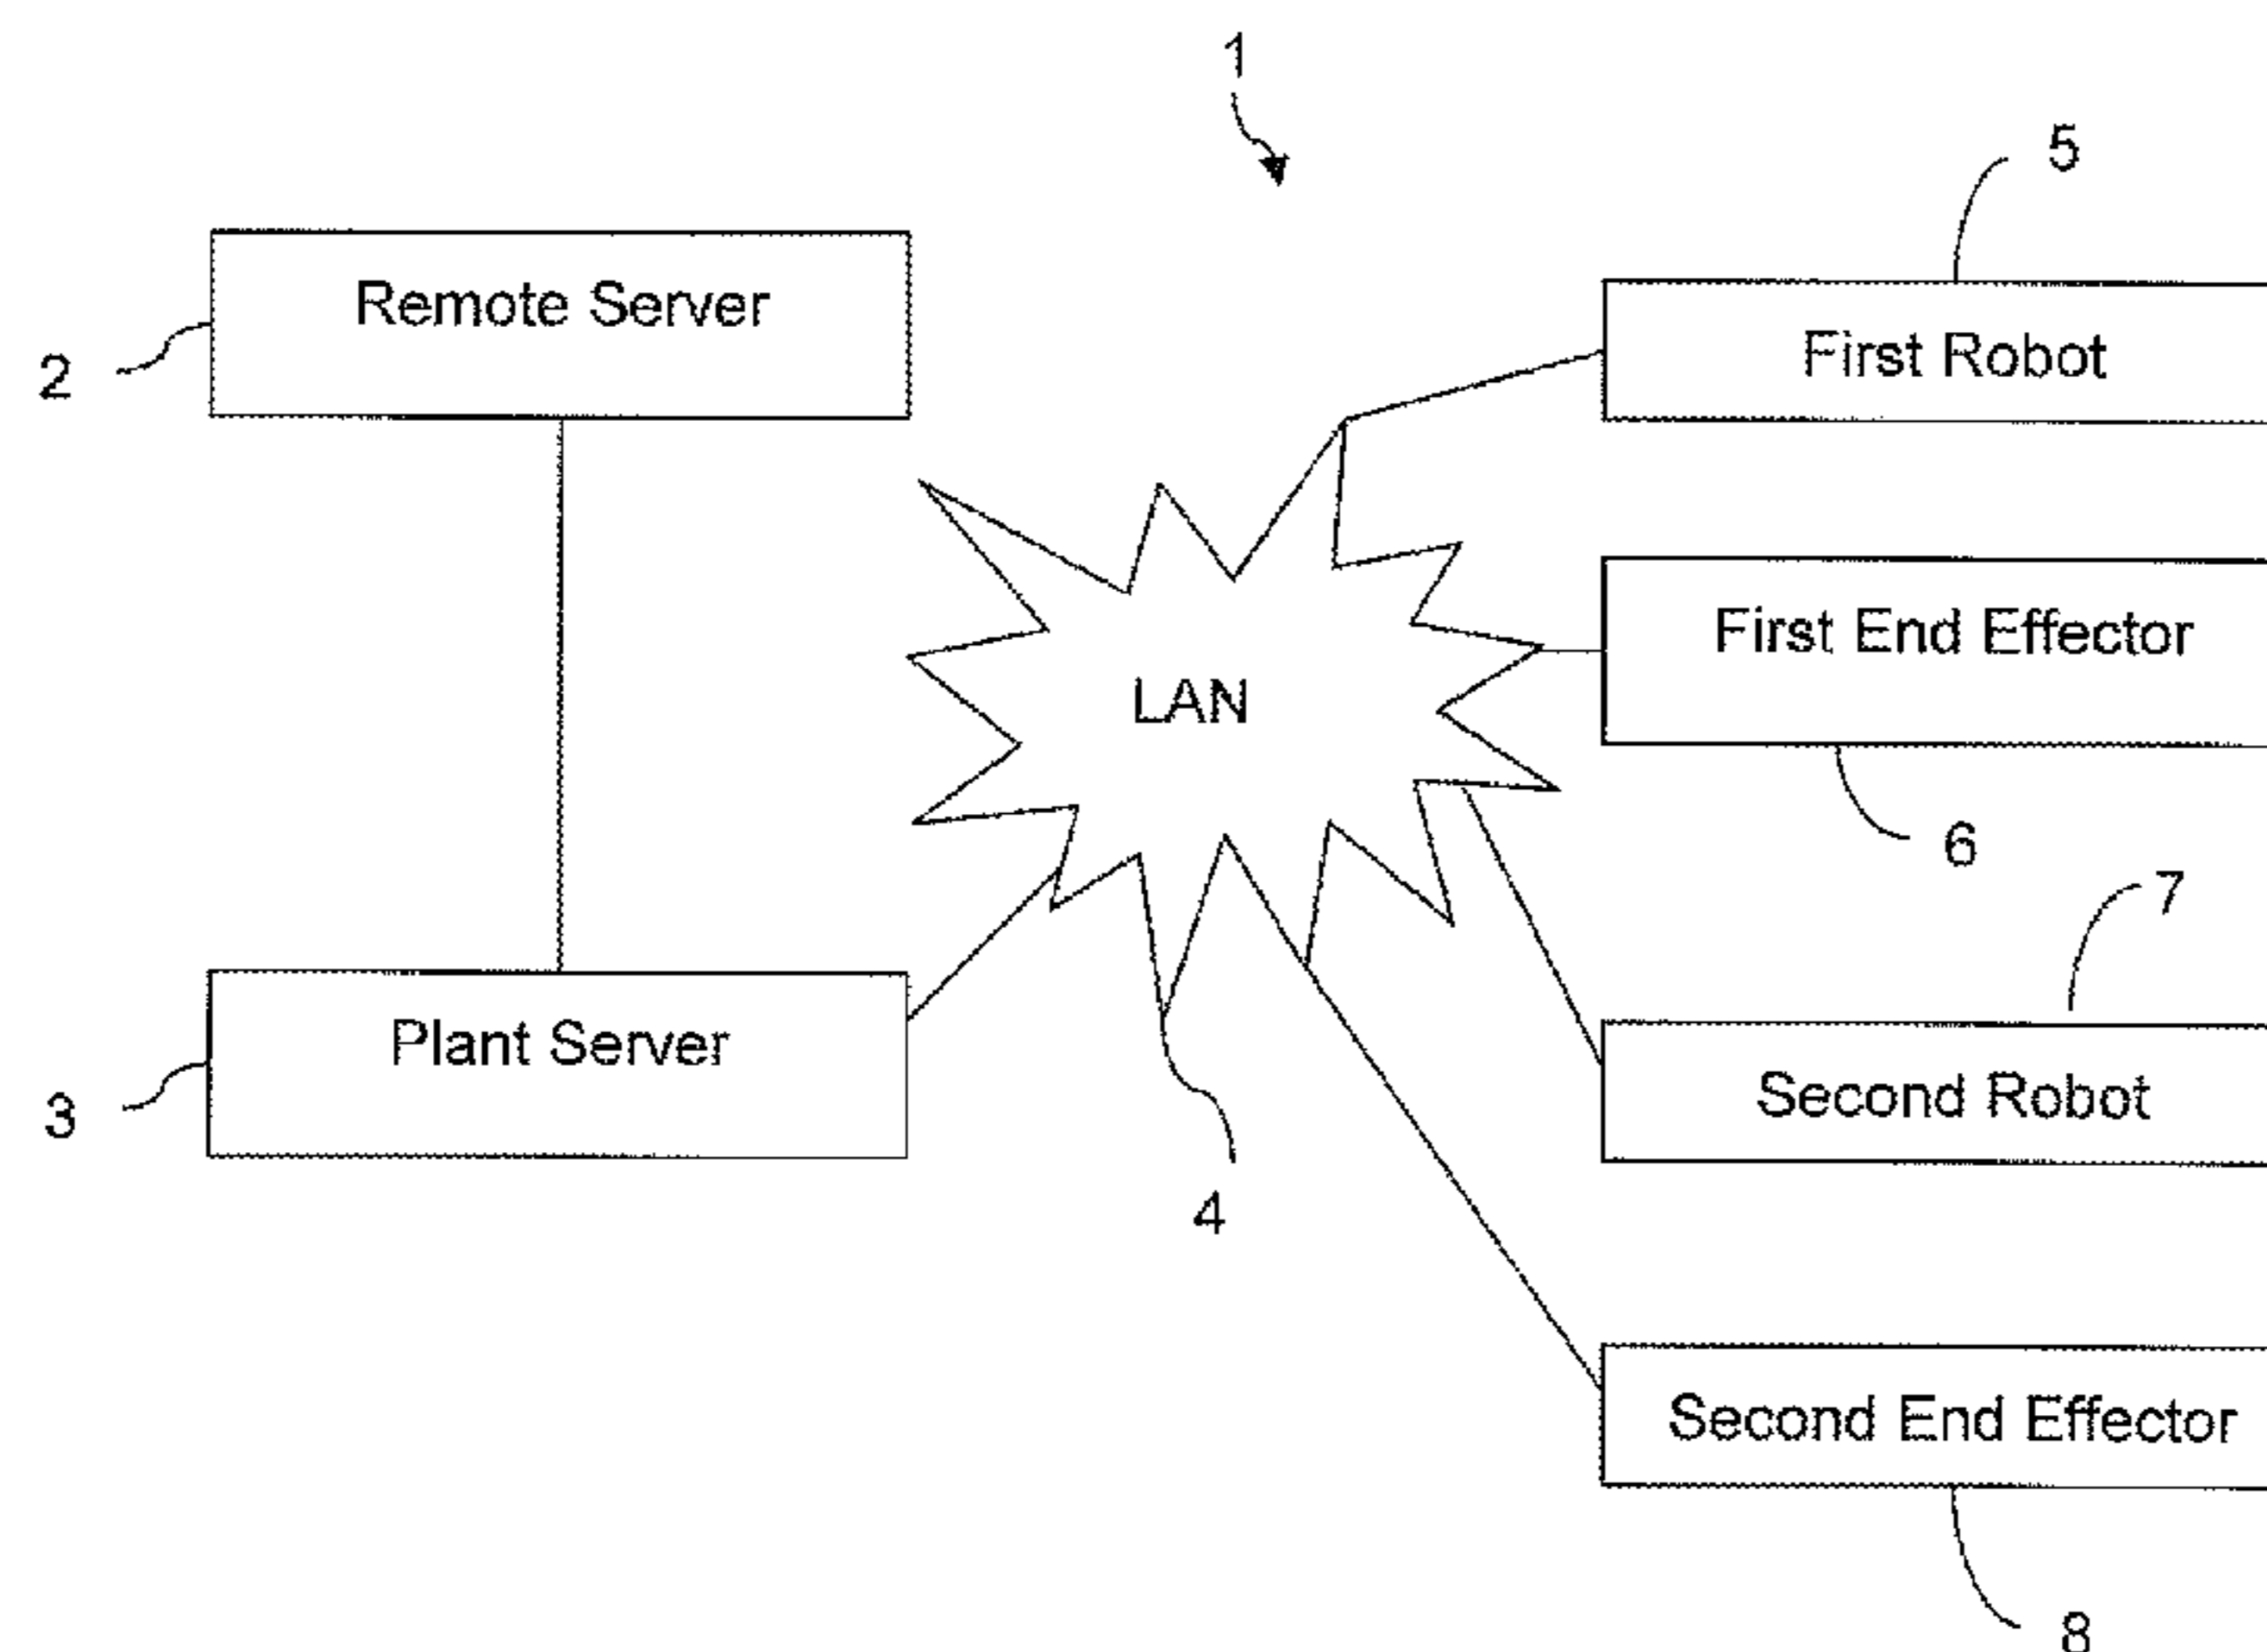 1
5
Remote Server
2
First Robot
First End Effector
LAN
6
7
Plant Server
3
Second Robot
4
Second End Effector
8